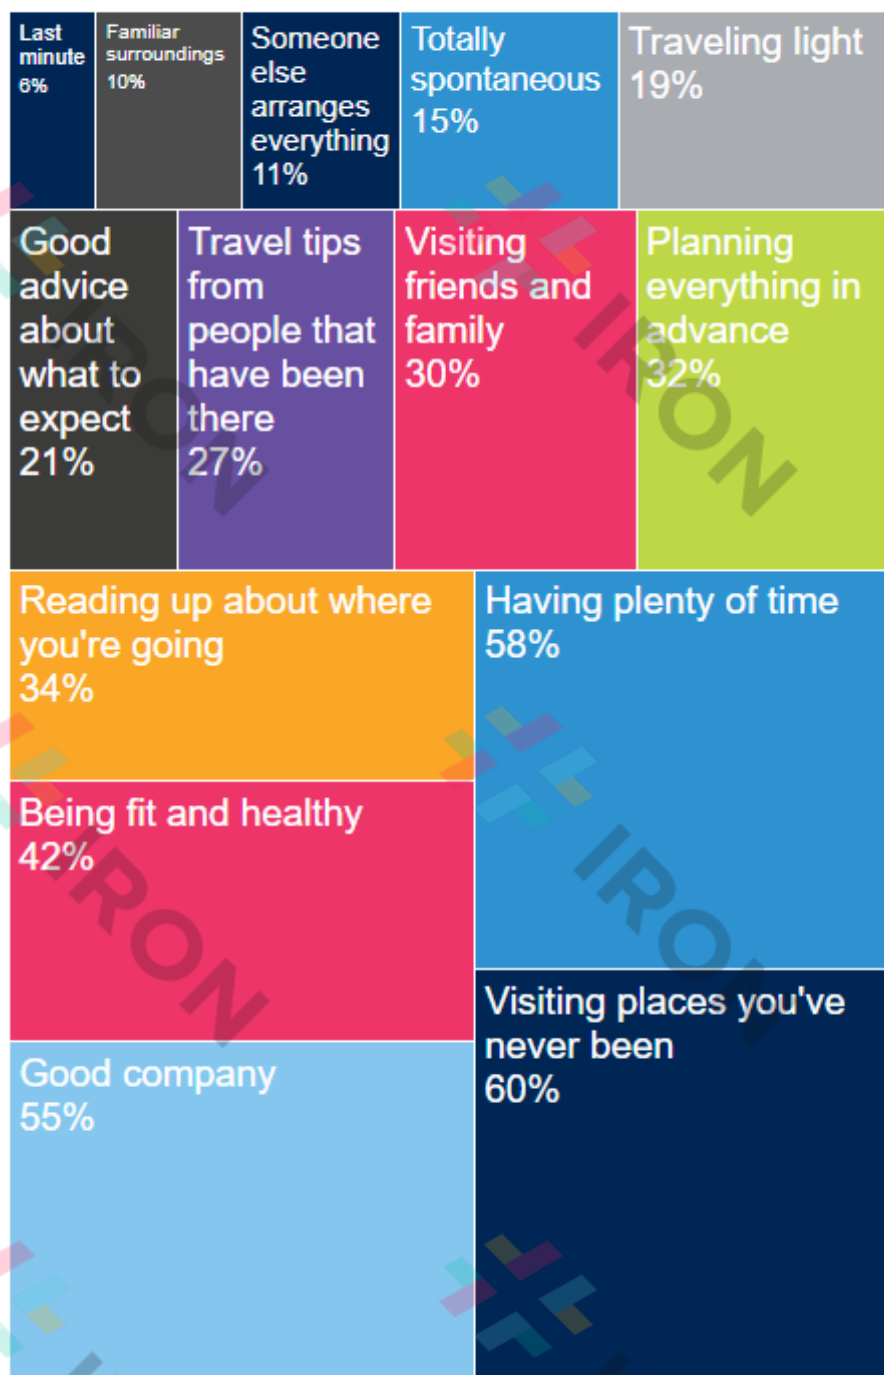 Last
minute
6%
Familiar
surroundings
10%
Someone
else
arranges
everything
11%
Totally
spontaneous
15%
Traveling light
19%
Good
advice
about
what to
expect
21%
Travel tips
from
people that
have been
there
27%
Visiting
friends and
family
30%
Planning
everything in
advance
32%
Reading up about where
you're going
34%
Having plenty of time
58%
Being fit and healthy
42%
Visiting places you've
never been
60%
Good company
55%
IRON
IRON
IRON
IRON